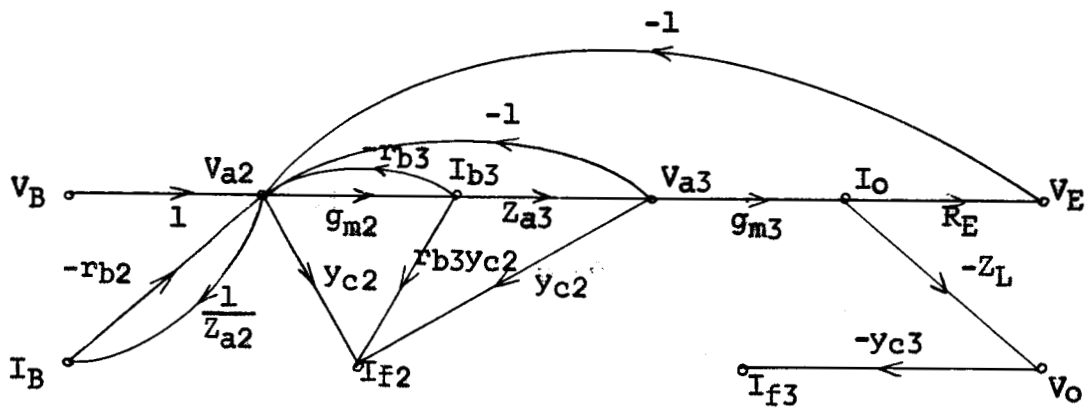 -1
-1
-rb3
VB
Va2
Ib3
Va3
Io
VE
1
gm2
Za3
gm3
RE
-rb2
yc2
rb3yc2
yc2
-ZL
1
Za2
-yc3
IB
If2
If3
Vo